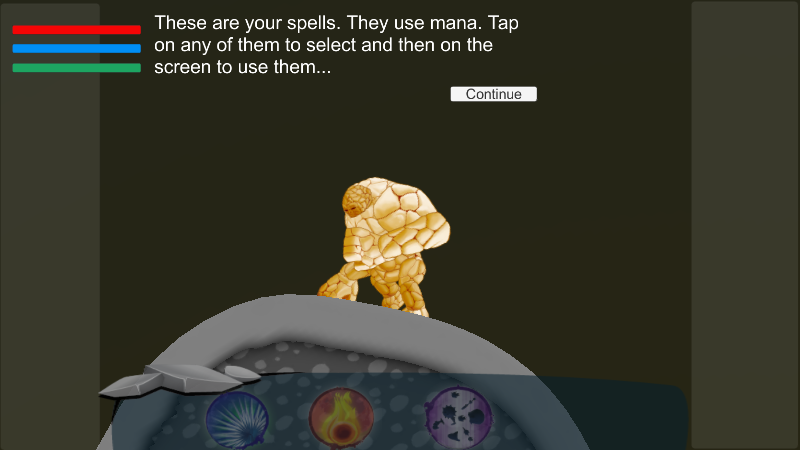 These are your spells. They use mana. Tap
on any of them to select and then on the
screen to use them...
Continue